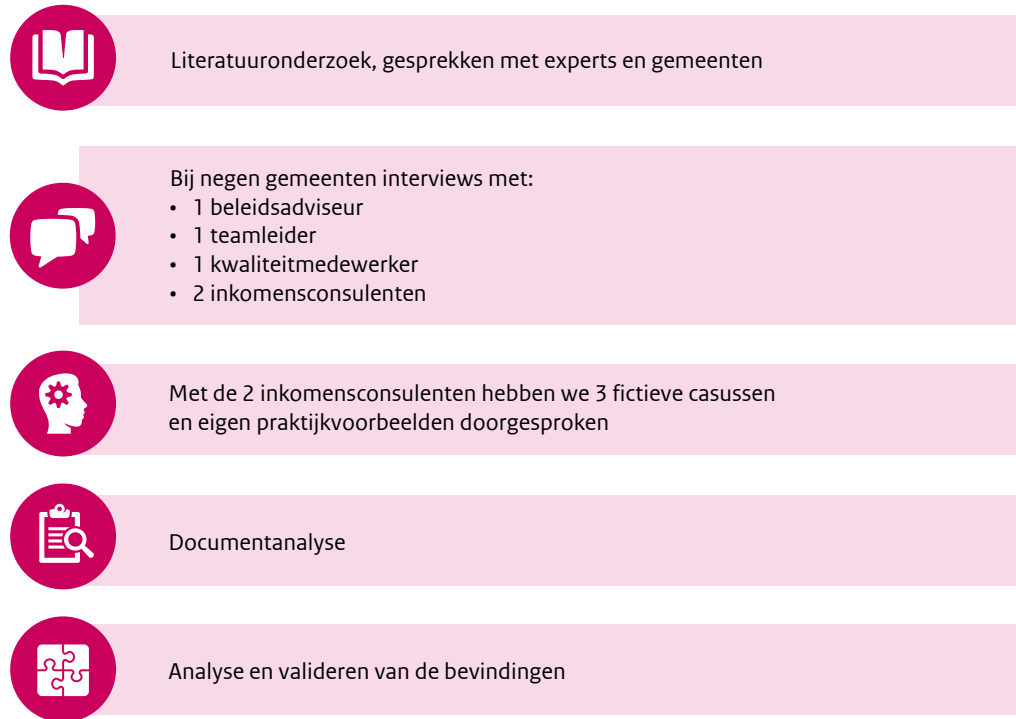 Literatuuronderzoek, gesprekken met experts en gemeenten
Bij negen gemeenten interviews met:
• 1 beleidsadviseur
• 1 teamleider
• 1 kwaliteitmedewerker
• 2 inkomensconsulenten
Met de 2 inkomensconsulenten hebben we 3 fictieve casussen
en eigen praktijkvoorbeelden doorgesproken
Documentanalyse
Analyse en valideren van de bevindingen